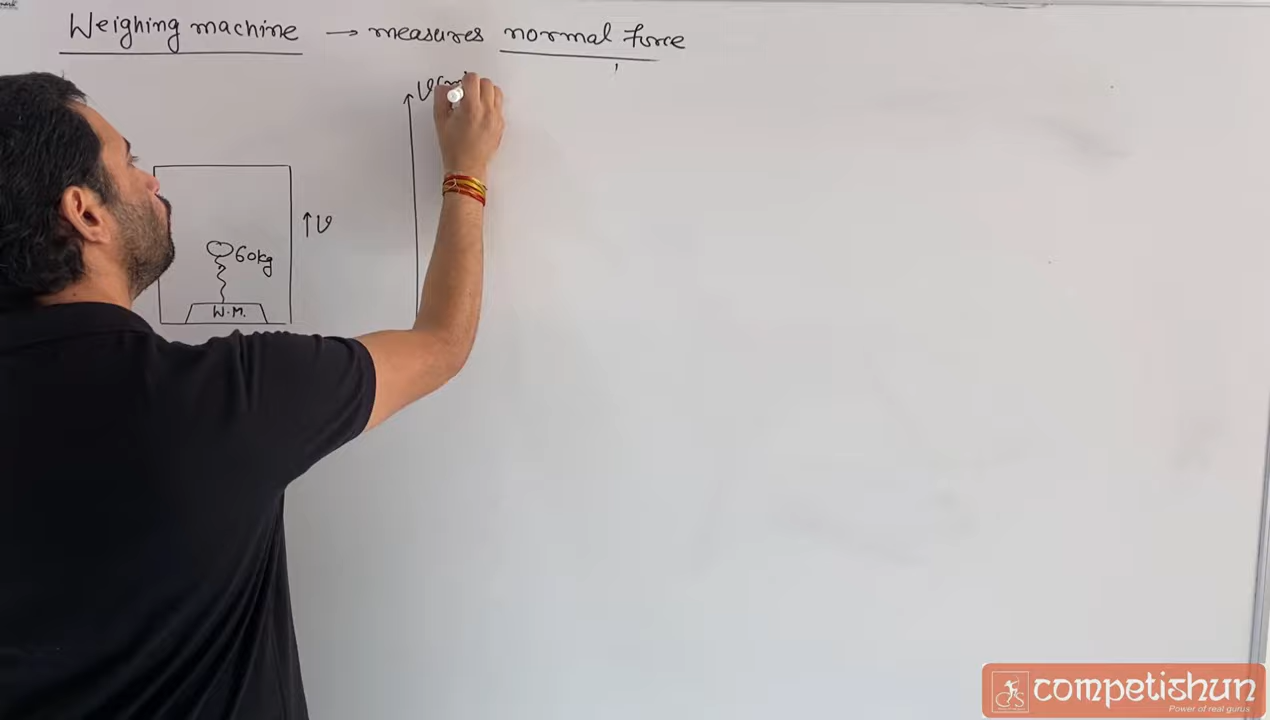 Weighing machine → measures normal force
↑v
60kg
W.M.
competishun
Power of real gurus